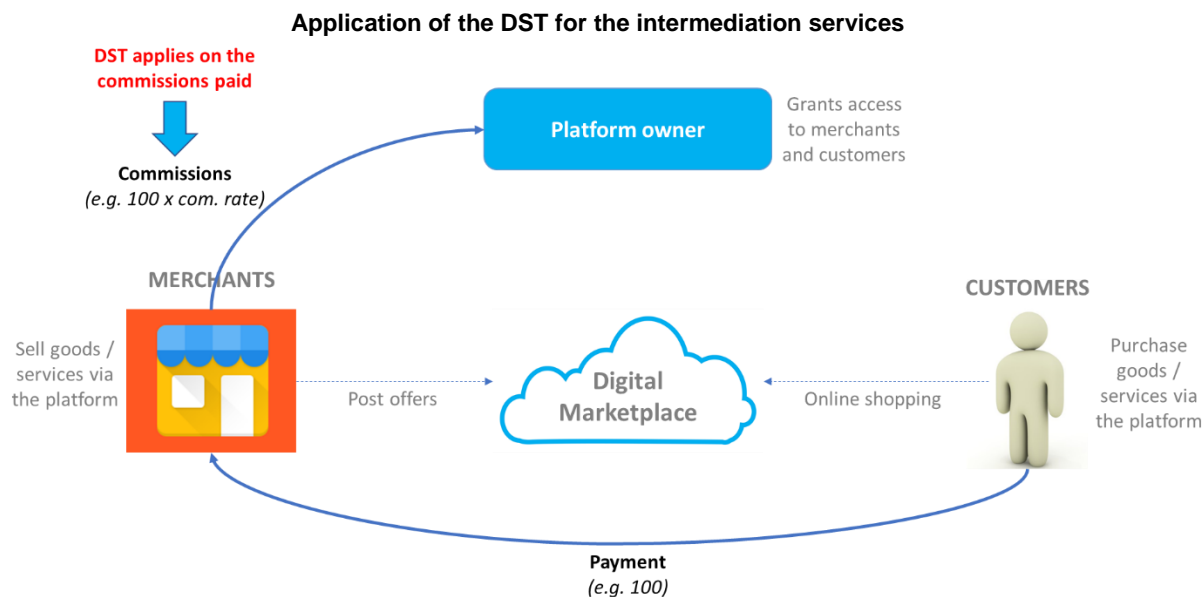 Application of the DST for the intermediation services
DST applies on the
commissions paid
Platform owner
Grants access
to merchants
and customers
Commissions
(e.g. 100 x com. rate)
MERCHANTS
CUSTOMERS
Sell goods /
services via
the platform
Post offers
Digital
Marketplace
Online shopping
Purchase
goods /
services via
the platform
Payment
(e.g. 100)